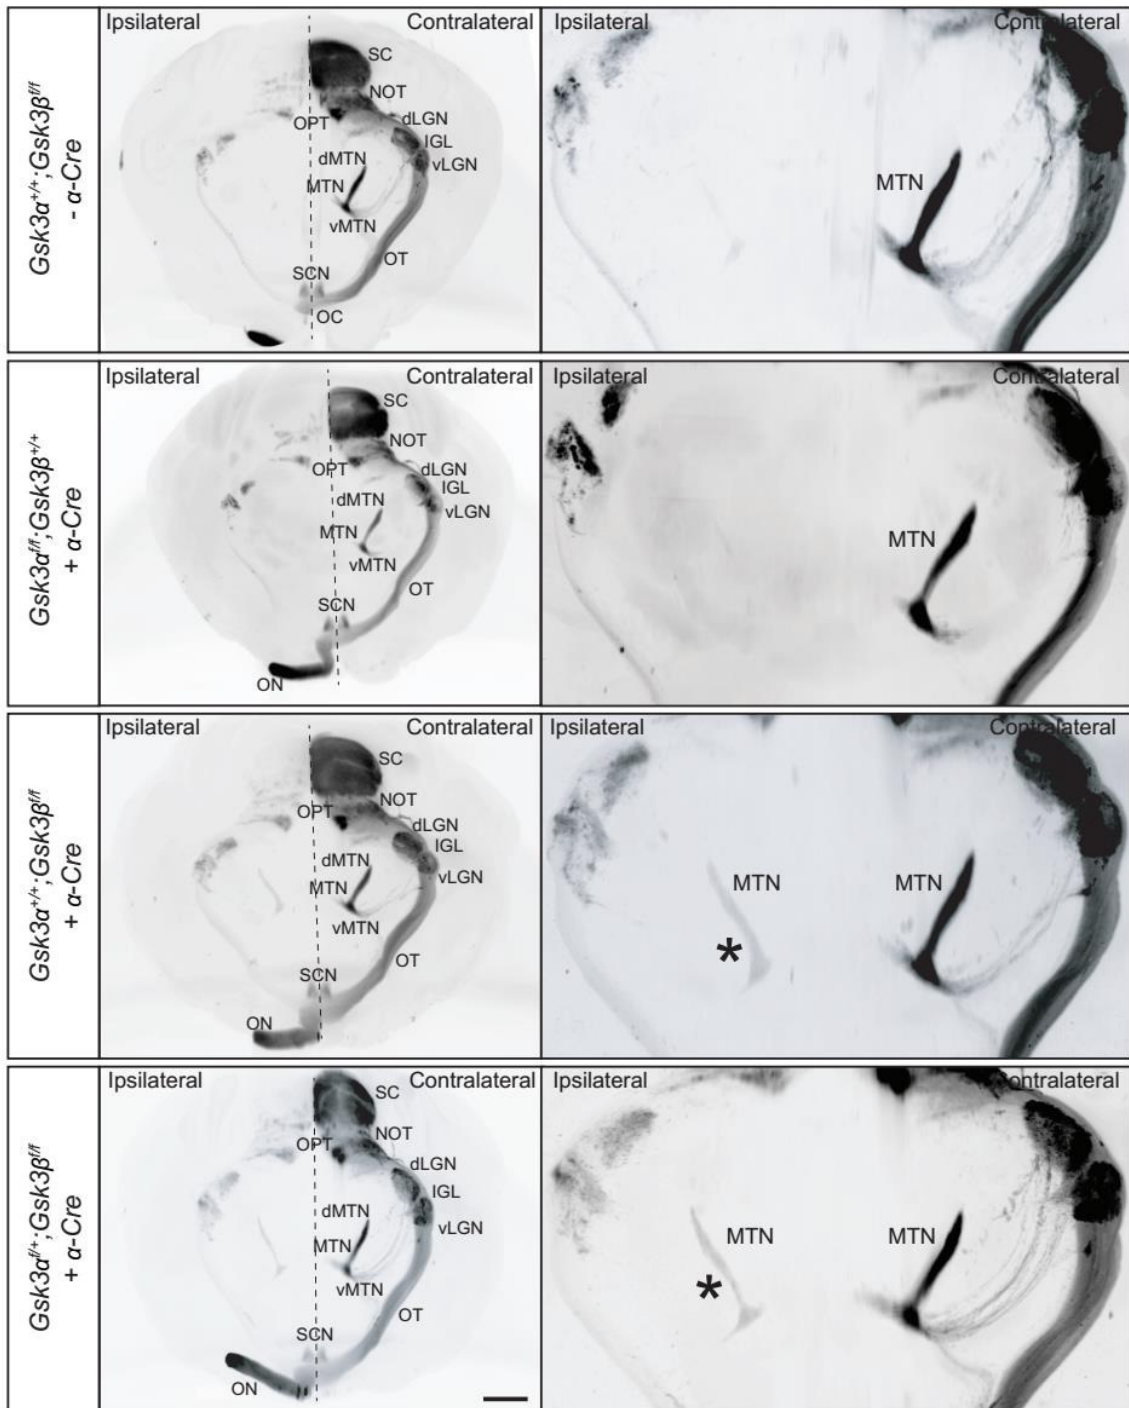 Gsk3α+/+;Gsk3βf/f
- α-Cre
Ipsilateral
Contralateral
SC
NOT
OPT
dLGN
IGL
dMTN
vLGN
MTN
vMTN
OT
SCN
OC
Ipsilateral
Contralateral
MTN
Gsk3αf/f;Gsk3β+/+
+ α-Cre
Ipsilateral
Contralateral
SC
NOT
OPT
dLGN
IGL
dMTN
vLGN
MTN
vMTN
OT
SCN
ON
Ipsilateral
Contralateral
MTN
Gsk3α+/+;Gsk3βf/f
+ α-Cre
Ipsilateral
Contralateral
SC
NOT
OPT
dLGN
IGL
dMTN
vLGN
MTN
vMTN
OT
SCN
ON
Ipsilateral
Contralateral
MTN
MTN
*
Gsk3αf/+;Gsk3βf/f
+ α-Cre
Ipsilateral
Contralateral
SC
NOT
OPT
dLGN
IGL
dMTN
vLGN
MTN
vMTN
OT
SCN
ON
Ipsilateral
Contralateral
MTN
MTN
*